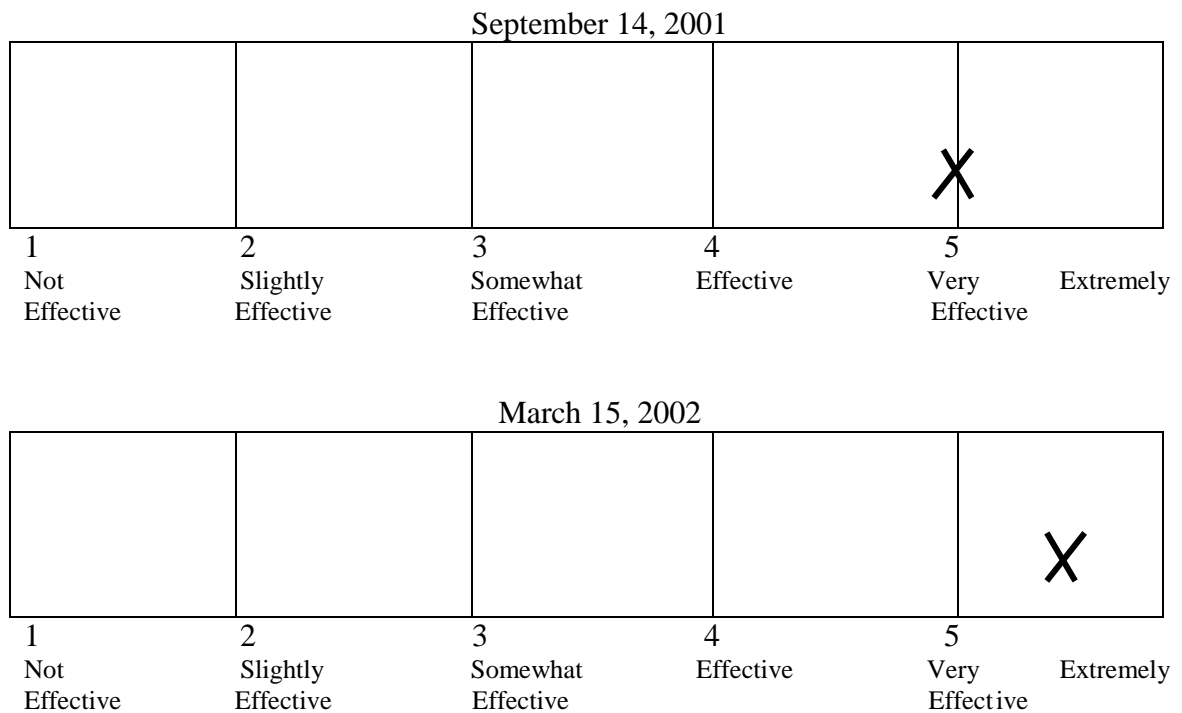 September 14, 2001
1 2 3 4 5
Not Slightly Somewhat Effective Very Extremely
Effective Effective Effective Effective
March 15, 2002
1 2 3 4 5
Not Slightly Somewhat Effective Very Extremely
Effective Effective Effective Effective